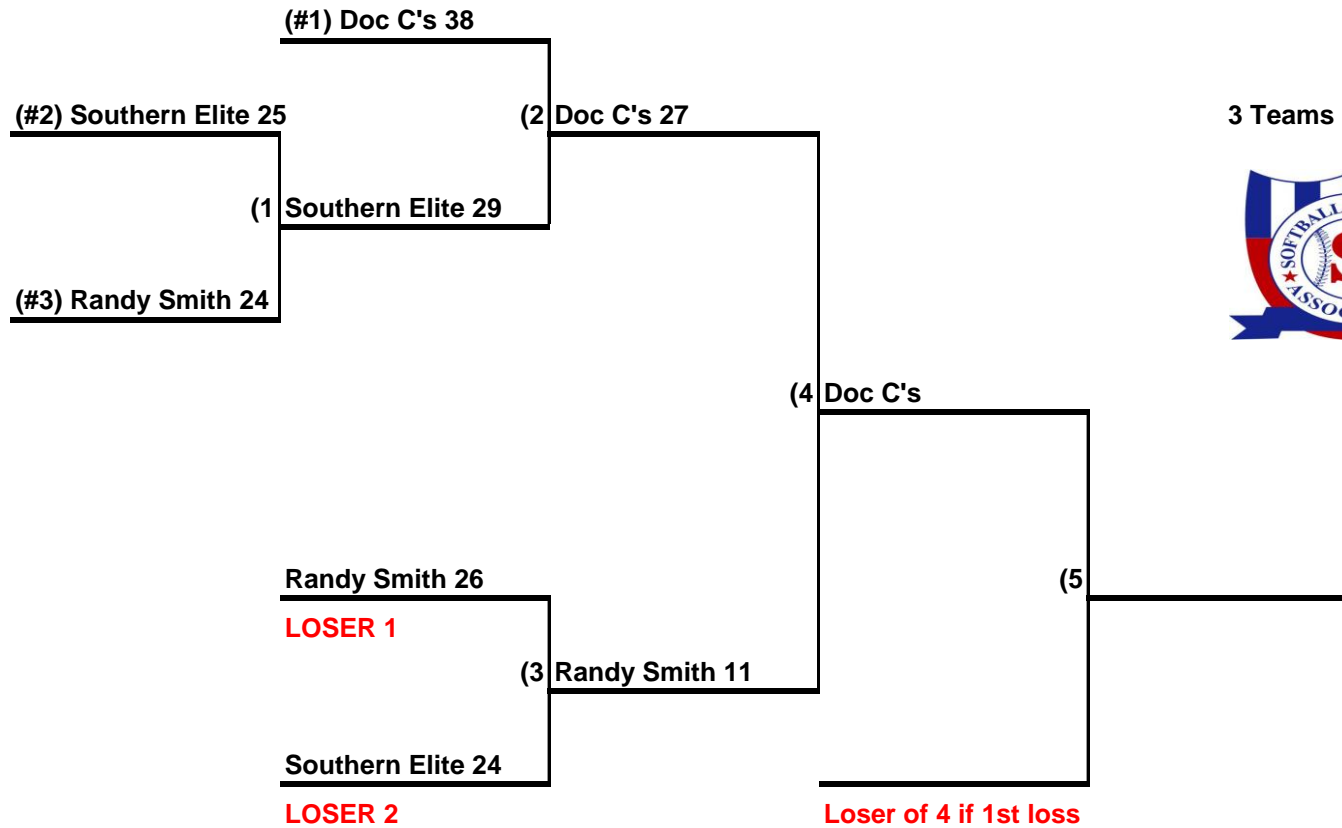 (#1) Doc C's 38
(#2) Southern Elite 25
(2 Doc C's 27
3 Teams
(1 Southern Elite 29
SOFTBALL
(#3) Randy Smith 24
(4 Doc C's
Randy Smith 26
(5
LOSER 1
(3 Randy Smith 11
Southern Elite 24
LOSER 2
Loser of 4 if 1st loss